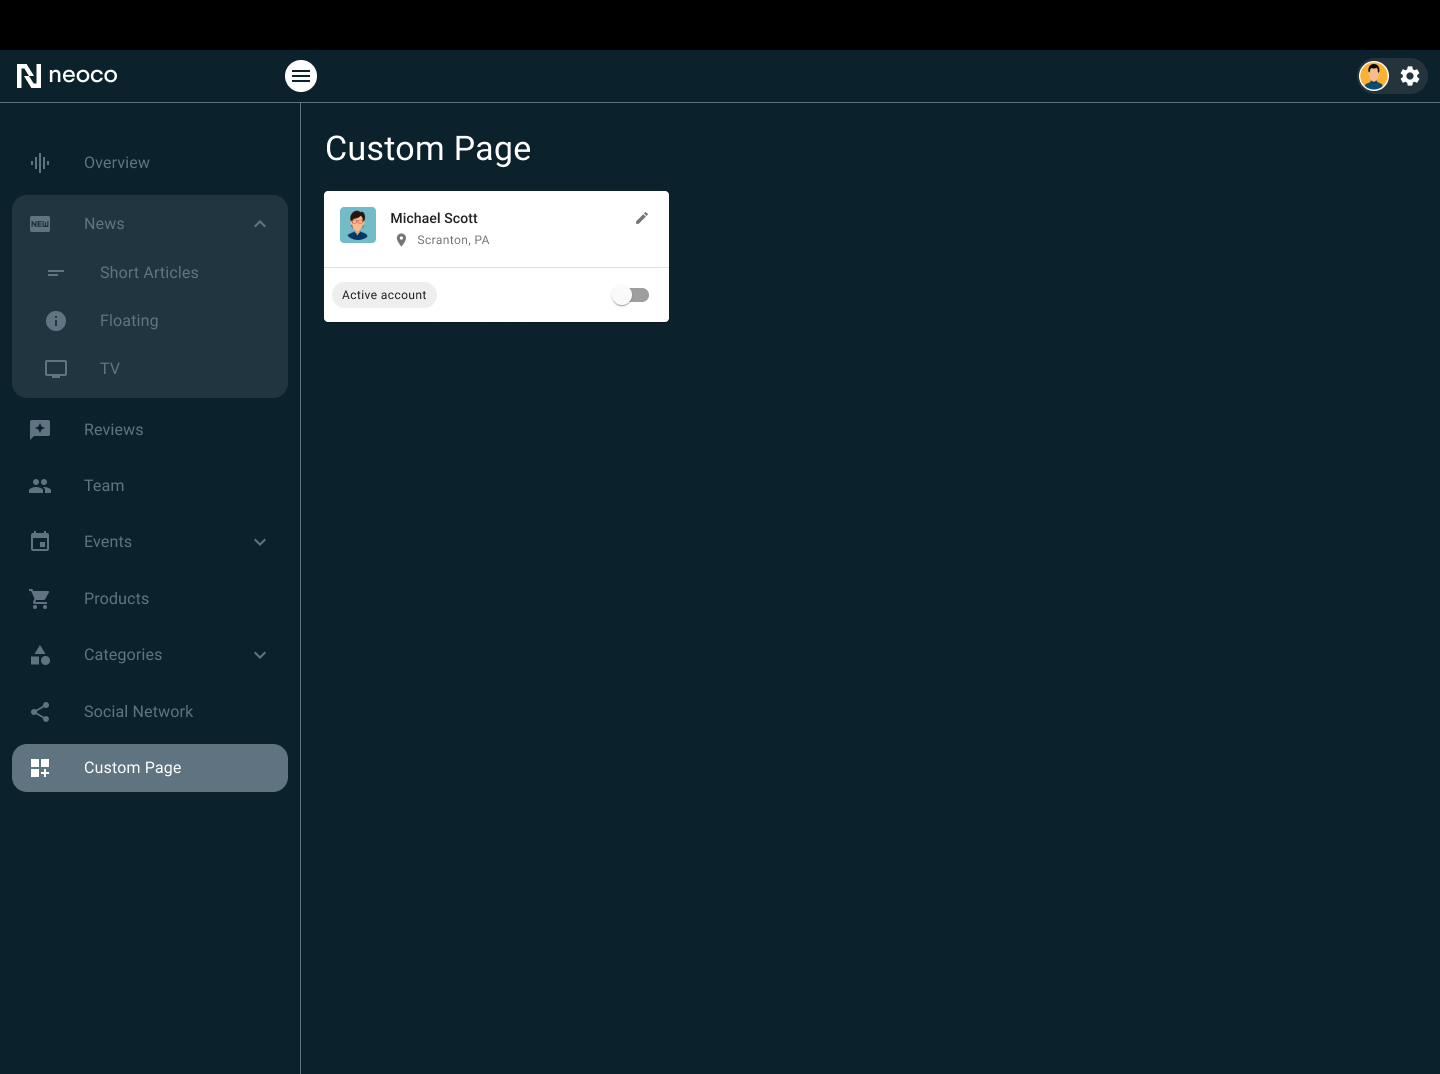 neoco
Overview
NEW
News
Short Articles
Floating
TV
Reviews
Team
Events
Products
Categories
Social Network
Custom Page
Custom Page
Michael Scott
Scranton, PA
Active account